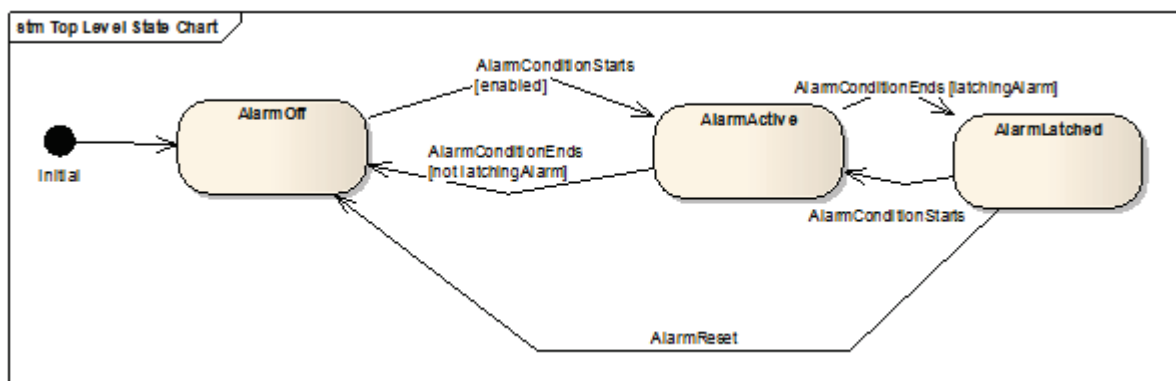 stm Top Level State Chart
AlarmConditionStarts
[enabled]
AlarmConditionEnds [latchingAlarm]
AlarmOff
AlarmActive
AlarmLatched
Initial
AlarmConditionEnds
[not latchingAlarm]
AlarmConditionStarts
AlarmReset